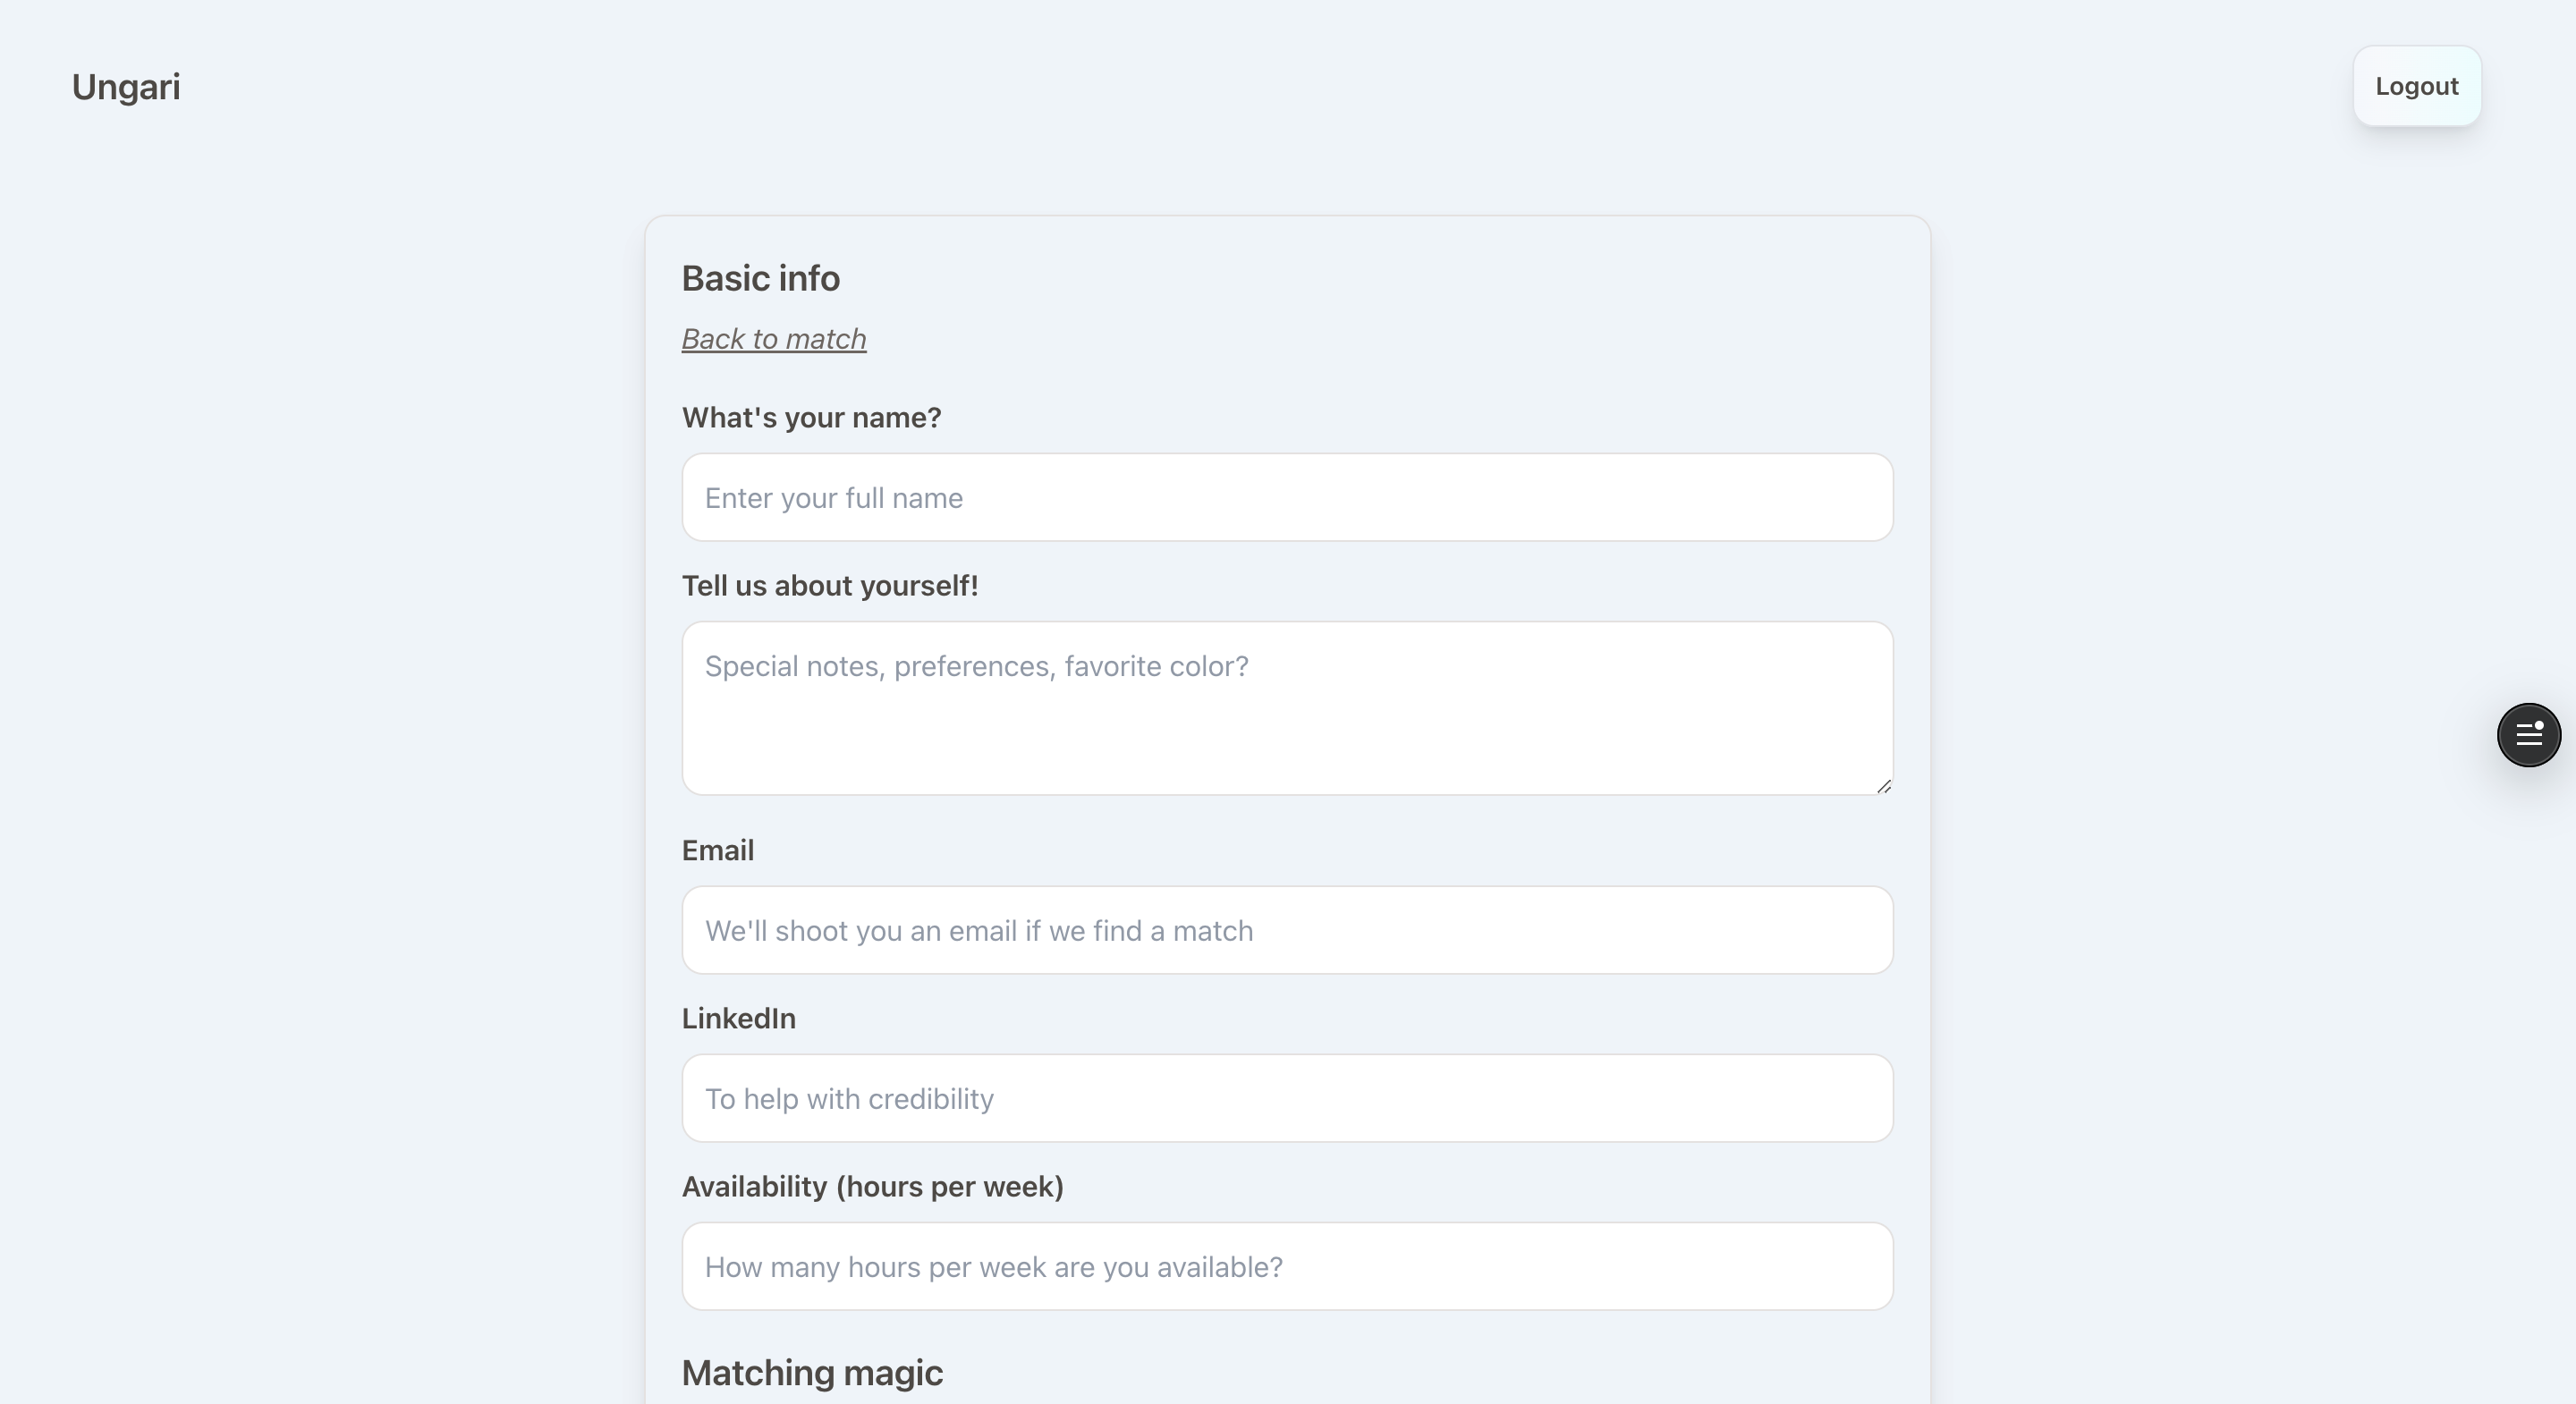 Ungari
Logout
Basic info
Back to match
What's your name?
Enter your full name
Tell us about yourself!
Special notes, preferences, favorite color?
Email
We'll shoot you an email if we find a match
LinkedIn
To help with credibility
Availability (hours per week)
How many hours per week are you available?
Matching magic